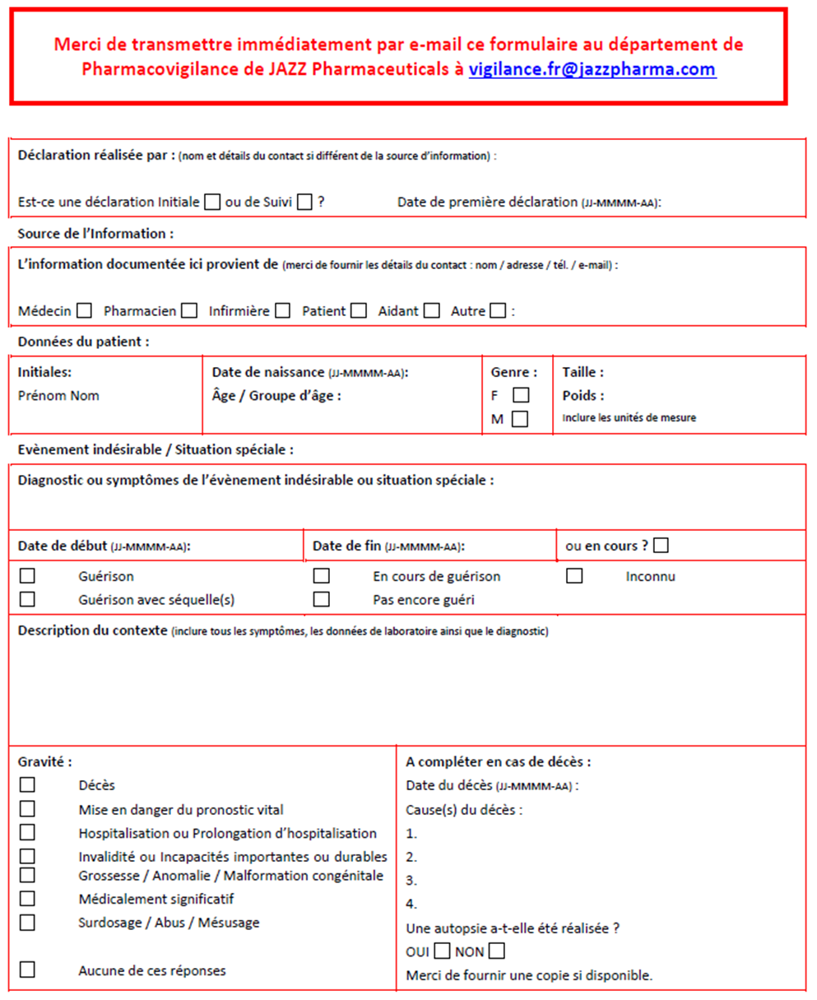 Merci de transmettre immédiatement par e-mail ce formulaire au département de
Pharmacovigilance de JAZZ Pharmaceuticals à vigilance.fr@jazzpharma.com
Déclaration réalisée par : (nom et détails du contact si différent de la source d'information) :
Est-ce une déclaration Initiale ☐ ou de Suivi ☐ ? Date de première déclaration (JJ-MMMM-AA):
Source de l'Information :
L'information documentée ici provient de (merci de fournir les détails du contact : nom / adresse / tél. / e-mail) :
Médecin ☐ Pharmacien ☐ Infirmière ☐ Patient ☐ Aidant ☐ Autre ☐ :
Données du patient :
Initiales:
Prénom Nom
Date de naissance (JJ-MMMM-AA):
Âge / Groupe d'âge :
Genre :
F ☐
M ☐
Taille :
Poids :
Inclure les unités de mesure
Evènement indésirable / Situation spéciale :
Diagnostic ou symptômes de l'évènement indésirable ou situation spéciale :
Date de début (JJ-MMMM-AA): Date de fin (JJ-MMMM-AA): ou en cours ? ☐
☐ Guérison ☐ En cours de guérison ☐ Inconnu
☐ Guérison avec séquelle(s) ☐ Pas encore guéri
Description du contexte (inclure tous les symptômes, les données de laboratoire ainsi que le diagnostic)
Gravité :
☐ Décès
☐ Mise en danger du pronostic vital
☐ Hospitalisation ou Prolongation d'hospitalisation
☐ Invalidité ou Incapacités importantes ou durables
☐ Grossesse / Anomalie / Malformation congénitale
☐ Médicalement significatif
☐ Surdosage / Abus / Mésusage
☐ Aucune de ces réponses
A compléter en cas de décès :
Date du décès (JJ-MMMM-AA) :
Cause(s) du décès :
1.
2.
3.
4.
Une autopsie a-t-elle été réalisée ?
OUI ☐ NON ☐
Merci de fournir une copie si disponible.